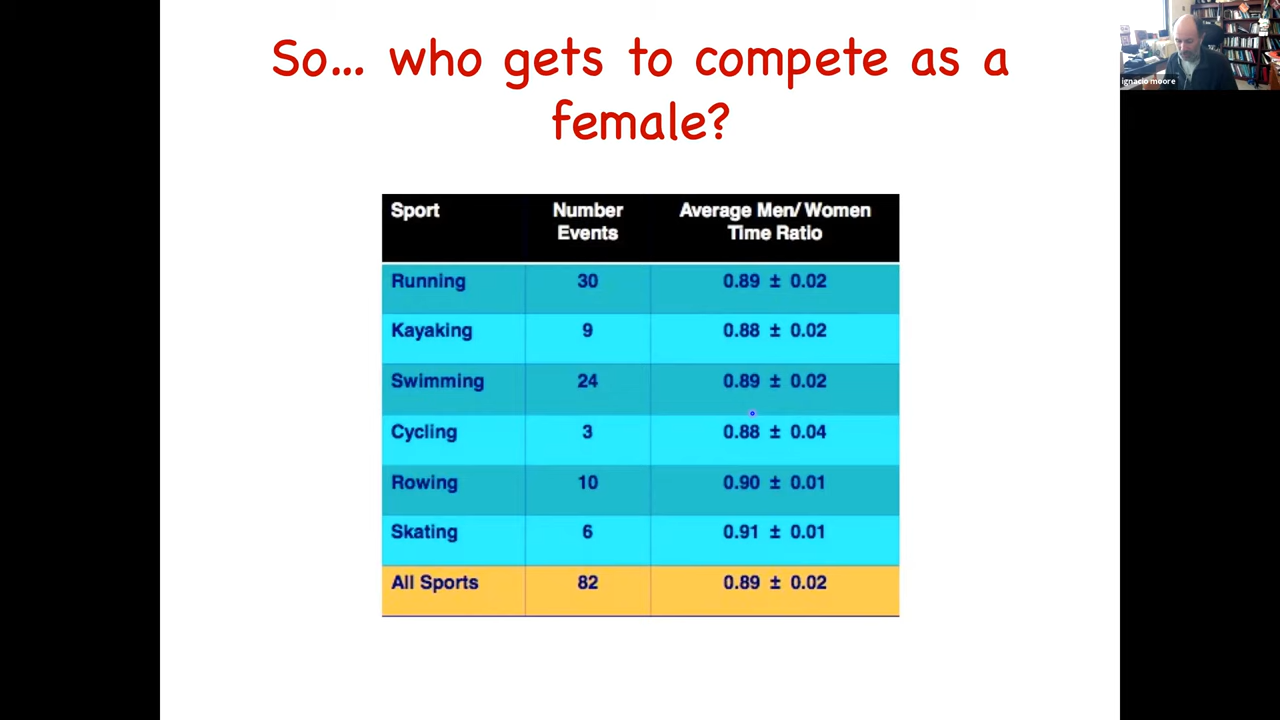 So... who gets to compete as a
female?
ignacio moore
Sport Number Events Average Men/ Women Time Ratio
Running 30 0.89 ± 0.02
Kayaking 9 0.88 ± 0.02
Swimming 24 0.89 ± 0.02
Cycling 3 0.88 ± 0.04
Rowing 10 0.90 ± 0.01
Skating 6 0.91 ± 0.01
All Sports 82 0.89 ± 0.02